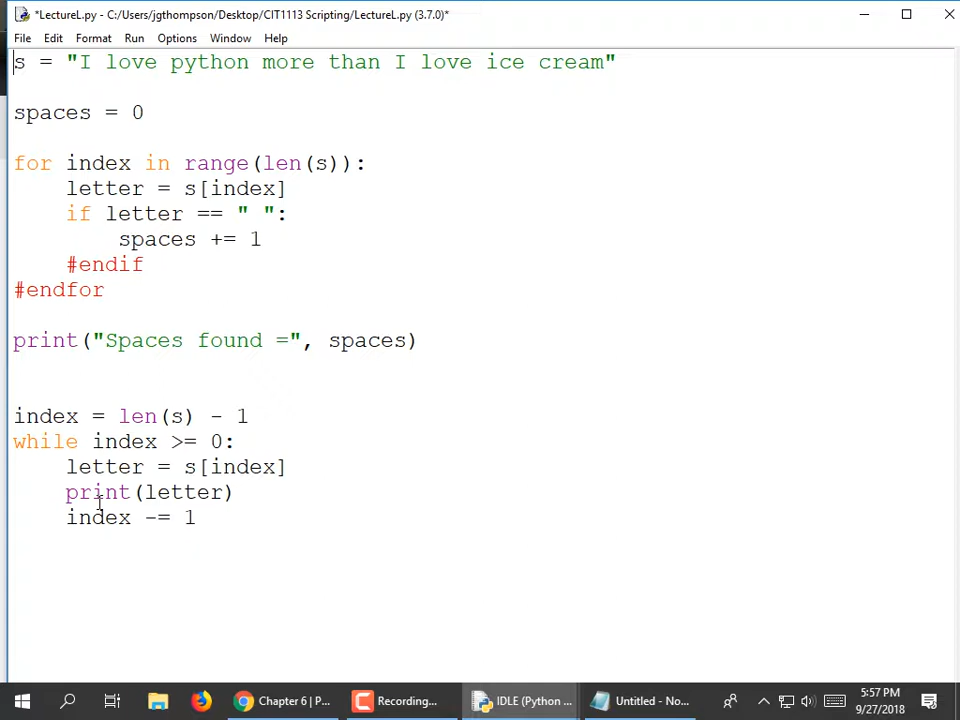 *LectureL.py - C:/Users/jgthompson/Desktop/CIT1113 Scripting/LectureL.py (3.7.0)*
File Edit Format Run Options Window Help
s = "I love python more than I love ice cream"
spaces = 0
for index in range(len(s)):
    letter = s[index]
    if letter == " ":
        spaces += 1
    #endif
#endfor
print("Spaces found =", spaces)
index = len(s) - 1
while index >= 0:
    letter = s[index]
    print(letter)
    index -= 1
Chapter 6 | P... Recording... IDLE (Python ... Untitled - No... 5:57 PM
9/27/2018